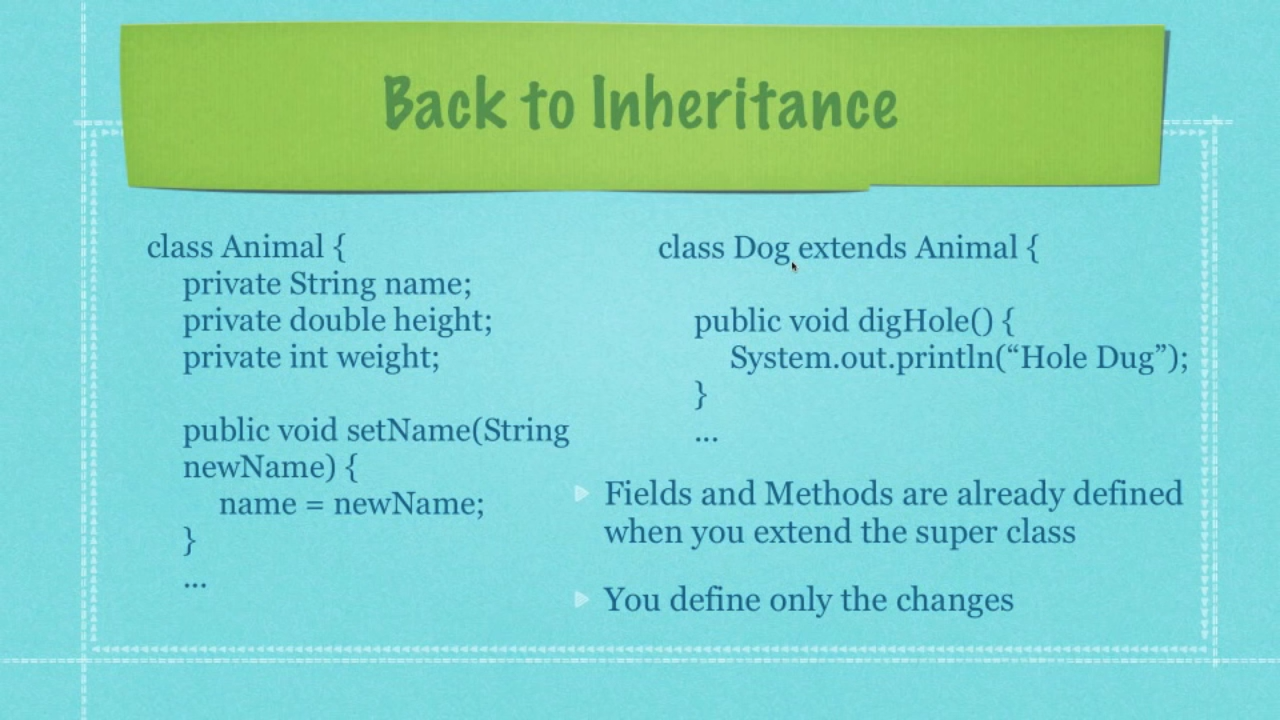 Back to Inheritance
class Animal {
private String name;
private double height;
private int weight;
public void setName(String
newName) {
name = newName;
}
...
class Dog extends Animal {
public void digHole() {
System.out.println(“Hole Dug”);
}
...
Fields and Methods are already defined
when you extend the super class
You define only the changes